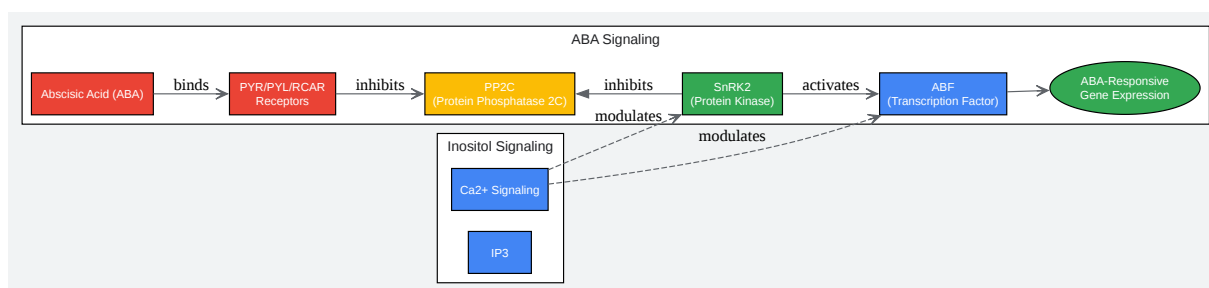 ABA Signaling
Abscisic Acid (ABA)
binds
PYR/PYL/RCAR
Receptors
inhibits
PP2C
(Protein Phosphatase 2C)
inhibits
SnRK2
(Protein Kinase)
activates
ABF
(Transcription Factor)
ABA-Responsive
Gene Expression
modulates
modulates
Inositol Signaling
Ca2+ Signaling
IP3